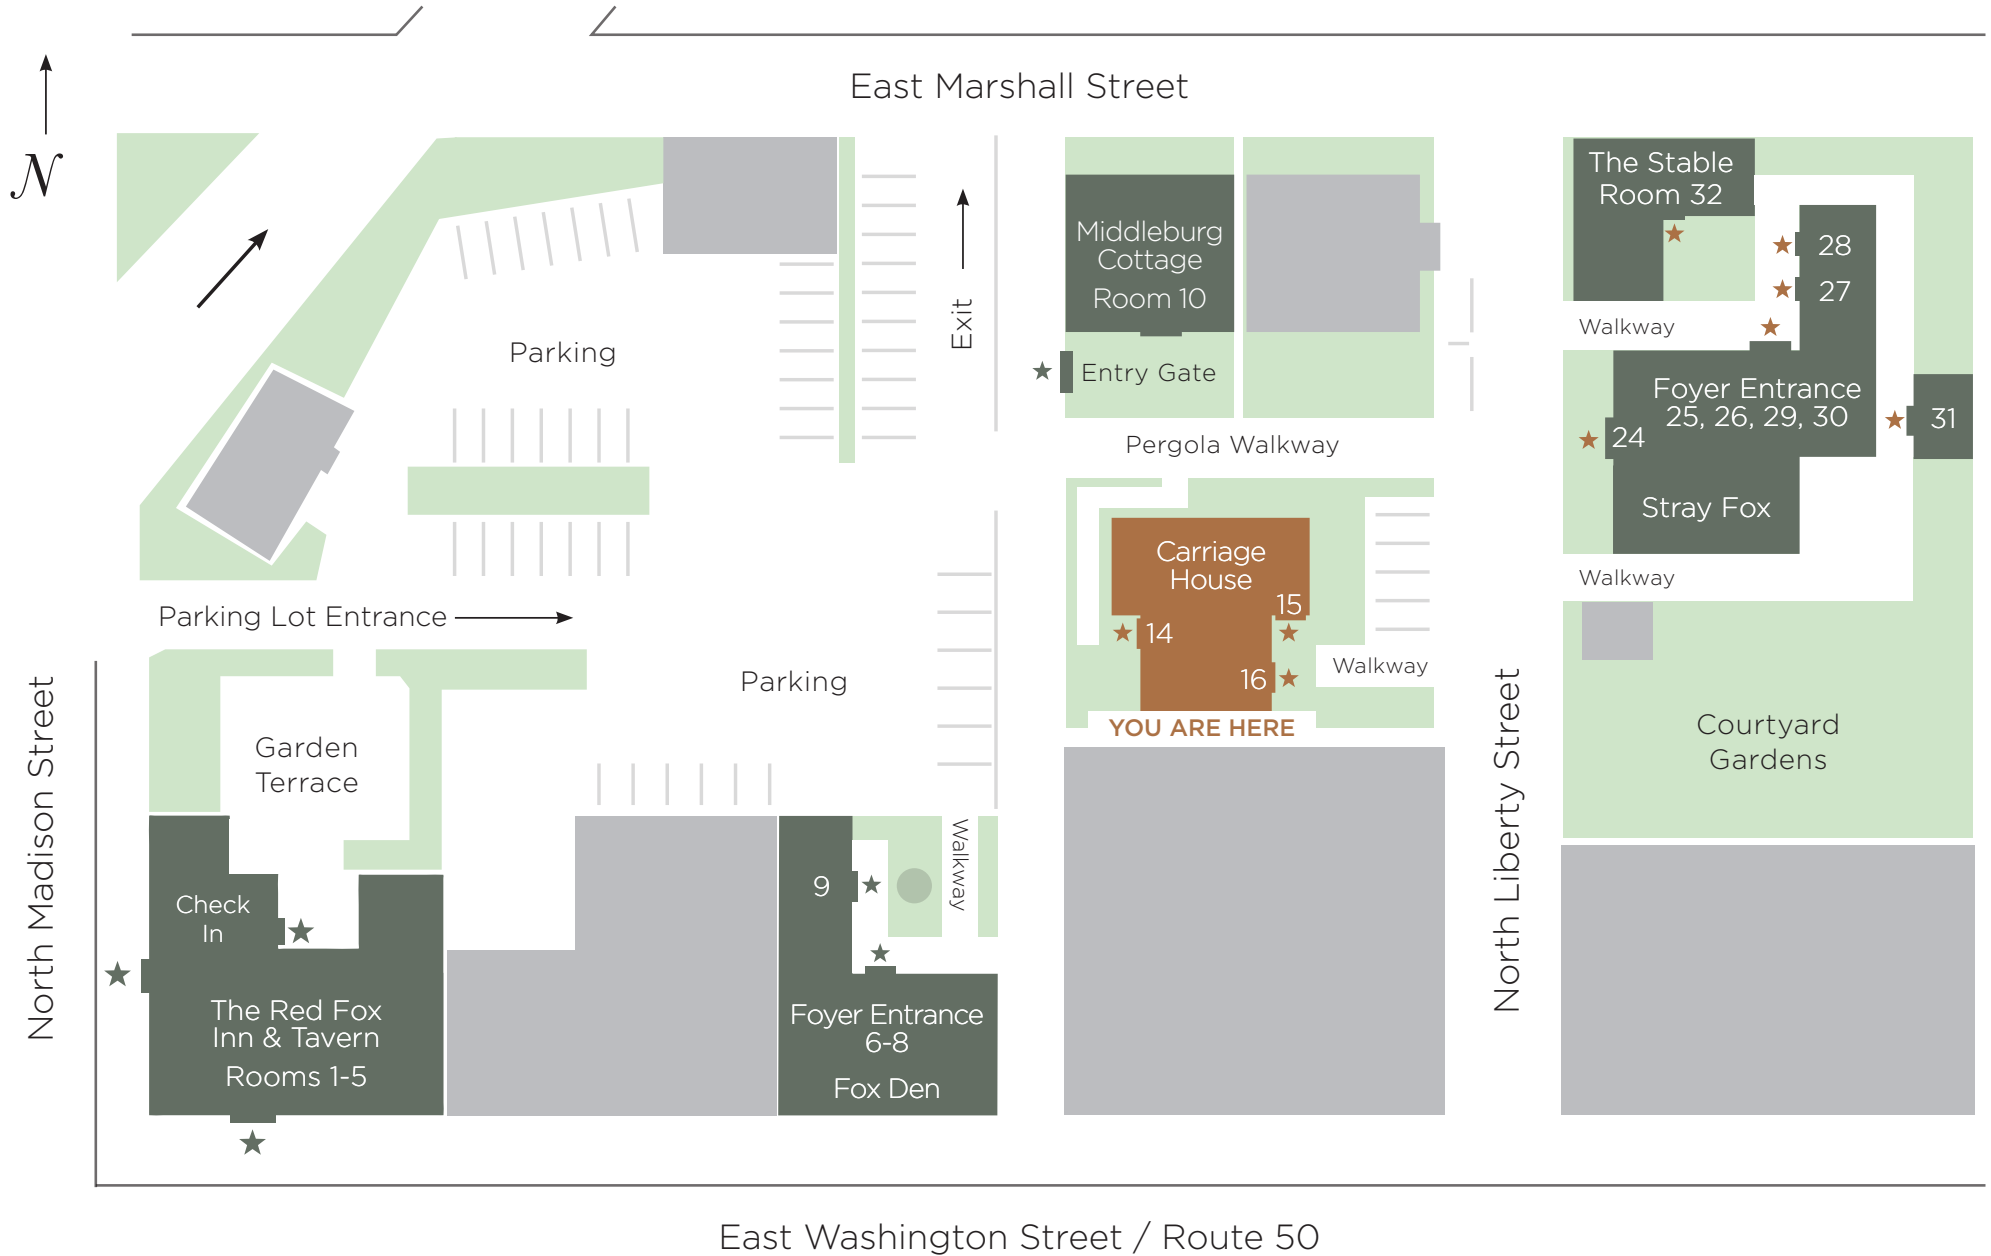 East Marshall Street
N
The Stable
Room 32
Middleburg
Cottage
Room 10
28
27
Exit
Walkway
Parking
Entry Gate
Foyer Entrance
25, 26, 29, 30
31
24
Pergola Walkway
Stray Fox
Carriage
House
Walkway
15
Parking Lot Entrance
14
Walkway
16
Parking
YOU ARE HERE
Courtyard
Gardens
Garden
Terrace
North Madison Street
North Liberty Street
Walkway
9
Check
In
The Red Fox
Inn & Tavern
Rooms 1-5
Foyer Entrance
6-8
Fox Den
East Washington Street / Route 50